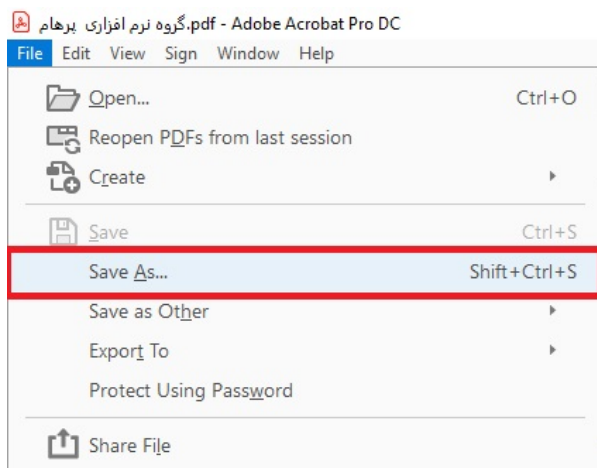 گروه نرم افزاری پرهام.pdf - Adobe Acrobat Pro DC
File Edit View Sign Window Help
Open... Ctrl+O
Reopen PDFs from last session
Create
Save Ctrl+S
Save As... Shift+Ctrl+S
Save as Other
Export To
Protect Using Password
Share File